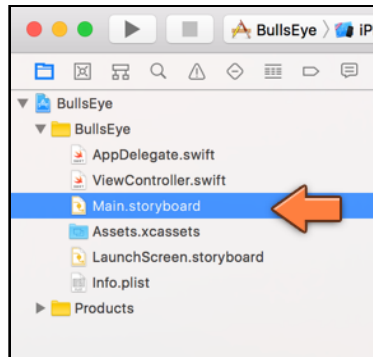 BullsEye iP
BullsEye
BullsEye
AppDelegate.swift
ViewController.swift
Main.storyboard
Assets.xcassets
LaunchScreen.storyboard
Info.plist
Products